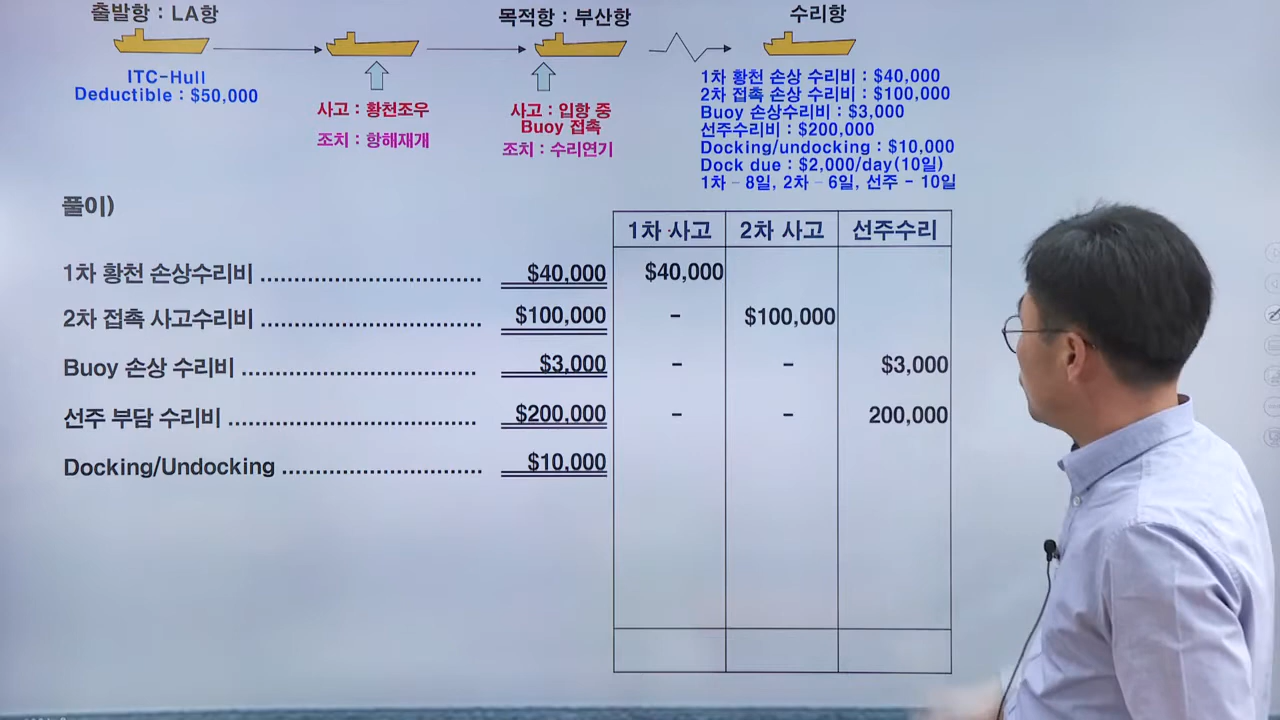 출발항 : LA항
목적항 : 부산항
수리항
ITC-Hull
Deductible : $50,000
사고 : 황천조우
조치 : 항해재개
사고 : 입항 중
Buoy 접촉
조치 : 수리연기
1차 황천 손상 수리비 : $40,000
2차 접촉 손상 수리비 : $100,000
Buoy 손상수리비 : $3,000
선주수리비 : $200,000
Docking/undocking : $10,000
Dock due : $2,000/day(10일)
1차 - 8일, 2차 - 6일, 선주 - 10일
풀이)
1차 사고 2차 사고 선주수리
1차 황천 손상수리비 ........................................ $40,000 $40,000
2차 접촉 사고수리비 ........................................ $100,000 - $100,000
Buoy 손상 수리비 .......................................... $3,000 - - $3,000
선주 부담 수리비 ............................................ $200,000 - - 200,000
Docking/Undocking ................................... $10,000